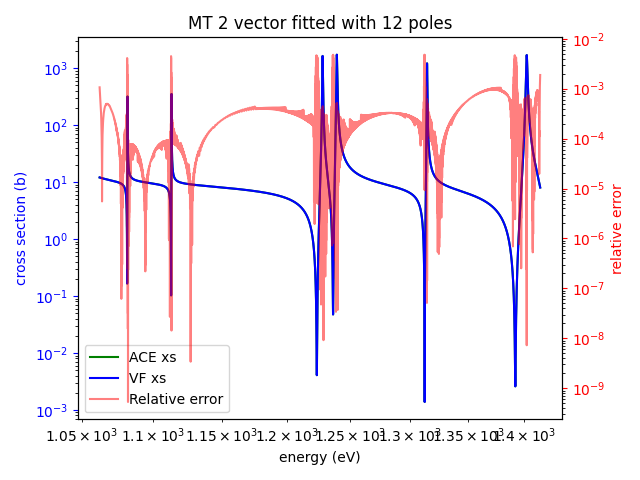 MT 2 vector fitted with 12 poles
10³
10²
10¹
10⁰
10⁻¹
10⁻²
10⁻³
cross section (b)
10⁻²
10⁻³
10⁻⁴
10⁻⁵
10⁻⁶
10⁻⁷
10⁻⁸
10⁻⁹
relative error
ACE xs
VF xs
Relative error
1.05 × 10³ 1.1 × 10³ 1.15 × 10³ 1.2 × 10³ 1.25 × 10³ 1.3 × 10³ 1.35 × 10³ 1.4 × 10³
energy (eV)